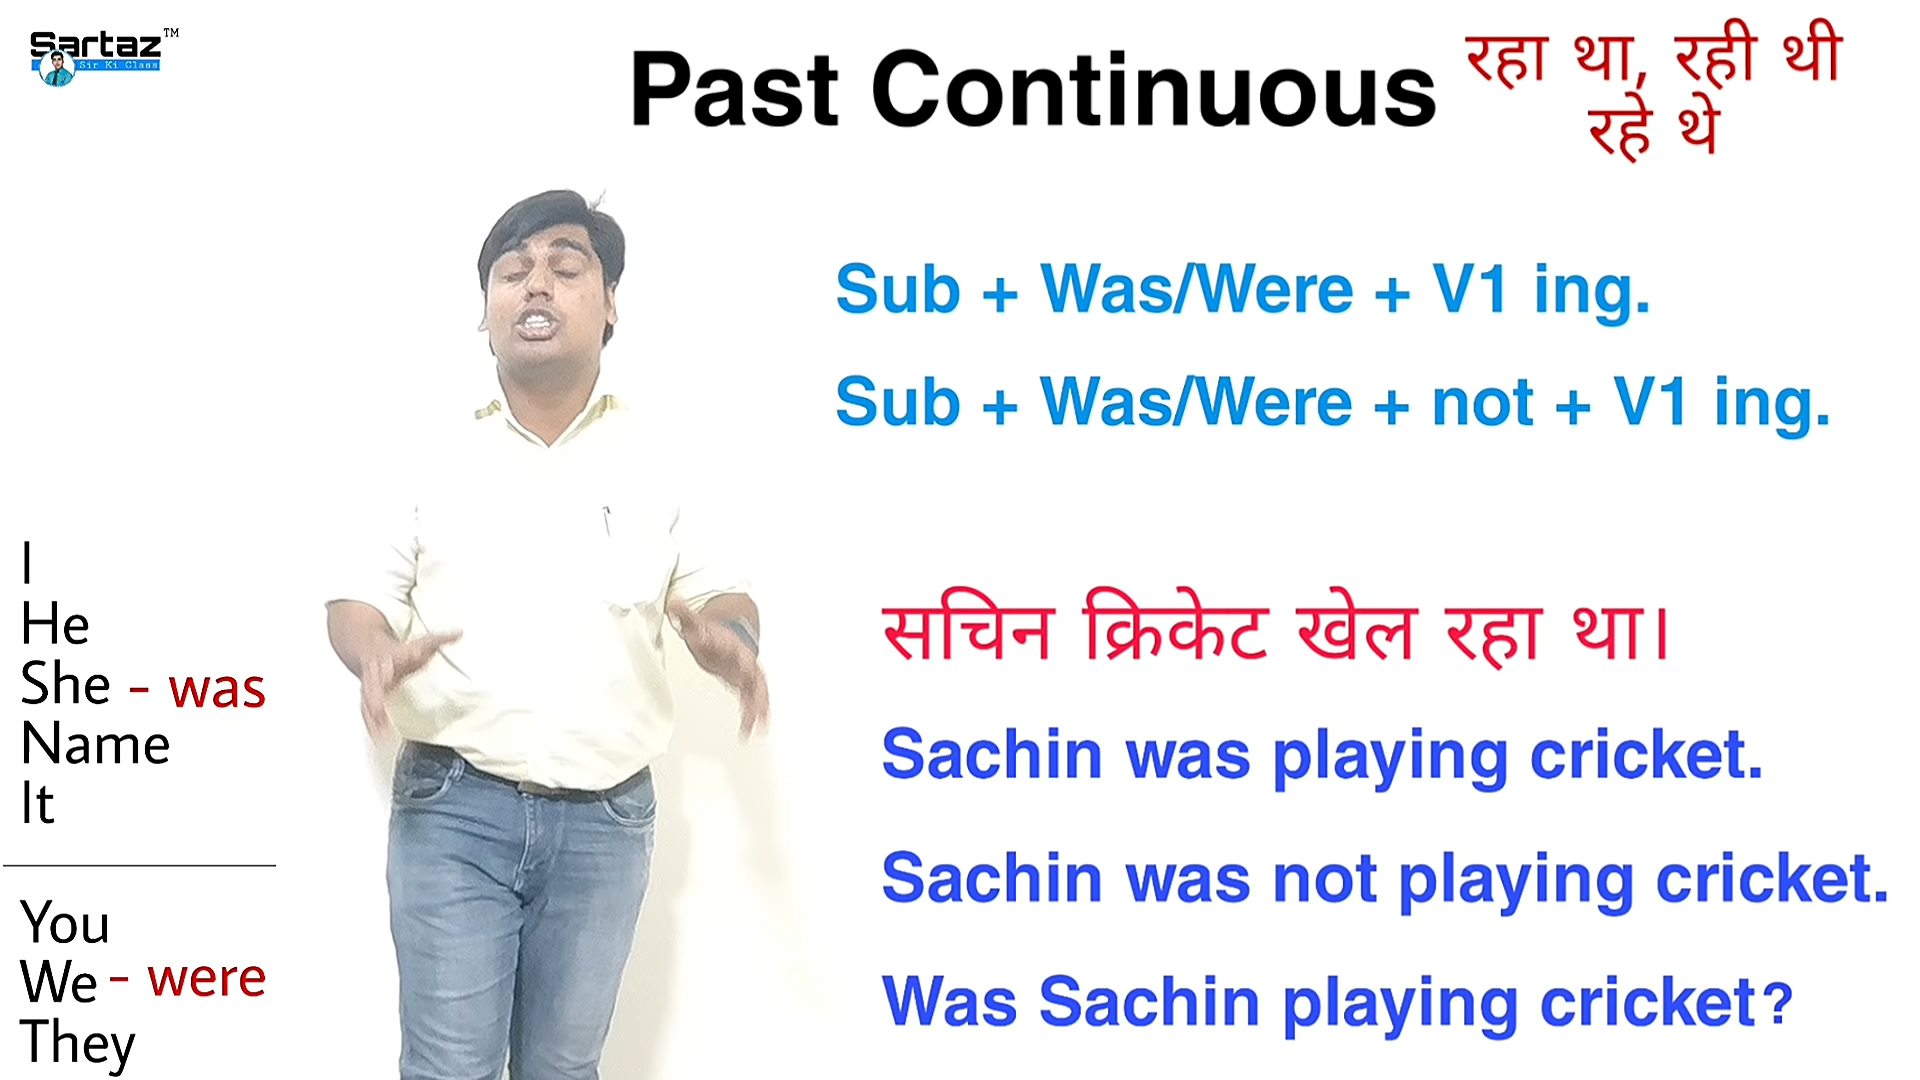 Sartaz™
Sir Ki Class
Past Continuous
रहा था, रही थी
रहे थे
Sub + Was/Were + V1 ing.
Sub + Was/Were + not + V1 ing.
I
He
She - was
Name
It
You
We - were
They
सचिन क्रिकेट खेल रहा था।
Sachin was playing cricket.
Sachin was not playing cricket.
Was Sachin playing cricket?